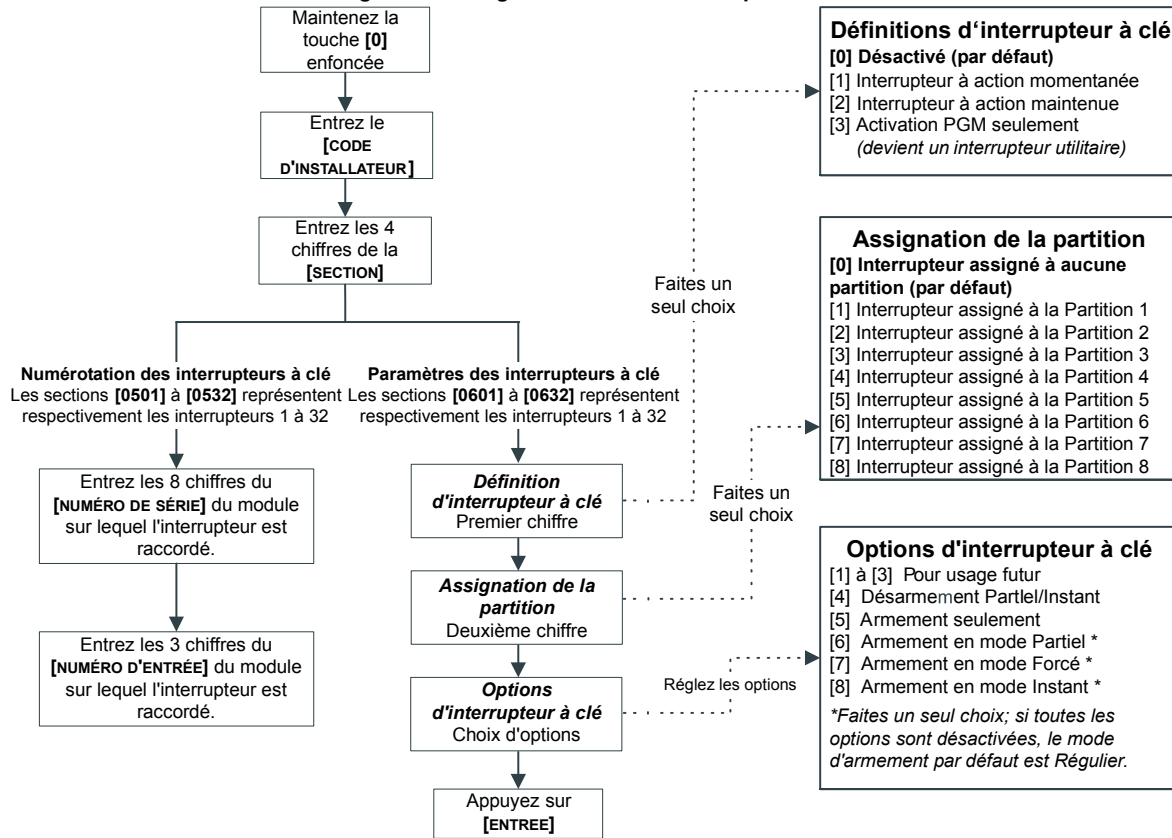 Maintenez la
touche [0]
enfoncée
Entrez le
[CODE
D'INSTALLATEUR]
Entrez les 4
chiffres de la
[SECTION]
Numérotation des interrupteurs à clé
Les sections [0501] à [0532] représentent
respectivement les interrupteurs 1 à 32
Entrez les 8 chiffres du
[NUMÉRO DE SÉRIE] du module
sur lequel l'interrupteur est
raccordé.
Entrez les 3 chiffres du
[NUMÉRO D'ENTRÉE] du module
sur lequel l'interrupteur est
raccordé.
Paramètres des interrupteurs à clé
Les sections [0601] à [0632] représentent
respectivement les interrupteurs 1 à 32
Définition
d'interrupteur à clé
Premier chiffre
Assignation de la
partition
Deuxième chiffre
Options
d'interrupteur à clé
Choix d'options
Appuyez sur
[ENTREE]
Faites un
seul choix
Faites un
seul choix
Réglez les options
Définitions d‘interrupteur à clé
[0] Désactivé (par défaut)
[1] Interrupteur à action momentanée
[2] Interrupteur à action maintenue
[3] Activation PGM seulement
(devient un interrupteur utilitaire)
Assignation de la partition
[0] Interrupteur assigné à aucune
partition (par défaut)
[1] Interrupteur assigné à la Partition 1
[2] Interrupteur assigné à la Partition 2
[3] Interrupteur assigné à la Partition 3
[4] Interrupteur assigné à la Partition 4
[5] Interrupteur assigné à la Partition 5
[6] Interrupteur assigné à la Partition 6
[7] Interrupteur assigné à la Partition 7
[8] Interrupteur assigné à la Partition 8
Options d'interrupteur à clé
[1] à [3] Pour usage futur
[4] Désarmement PartIel/Instant
[5] Armement seulement
[6] Armement en mode Partiel *
[7] Armement en mode Forcé *
[8] Armement en mode Instant *
*Faites un seul choix; si toutes les
options sont désactivées, le mode
d'armement par défaut est Régulier.